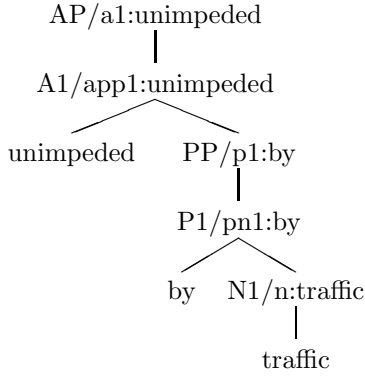 AP/a1:unimpeded
A1/app1:unimpeded
unimpeded PP/p1:by
P1/pn1:by
by N1/n:traffic
traffic